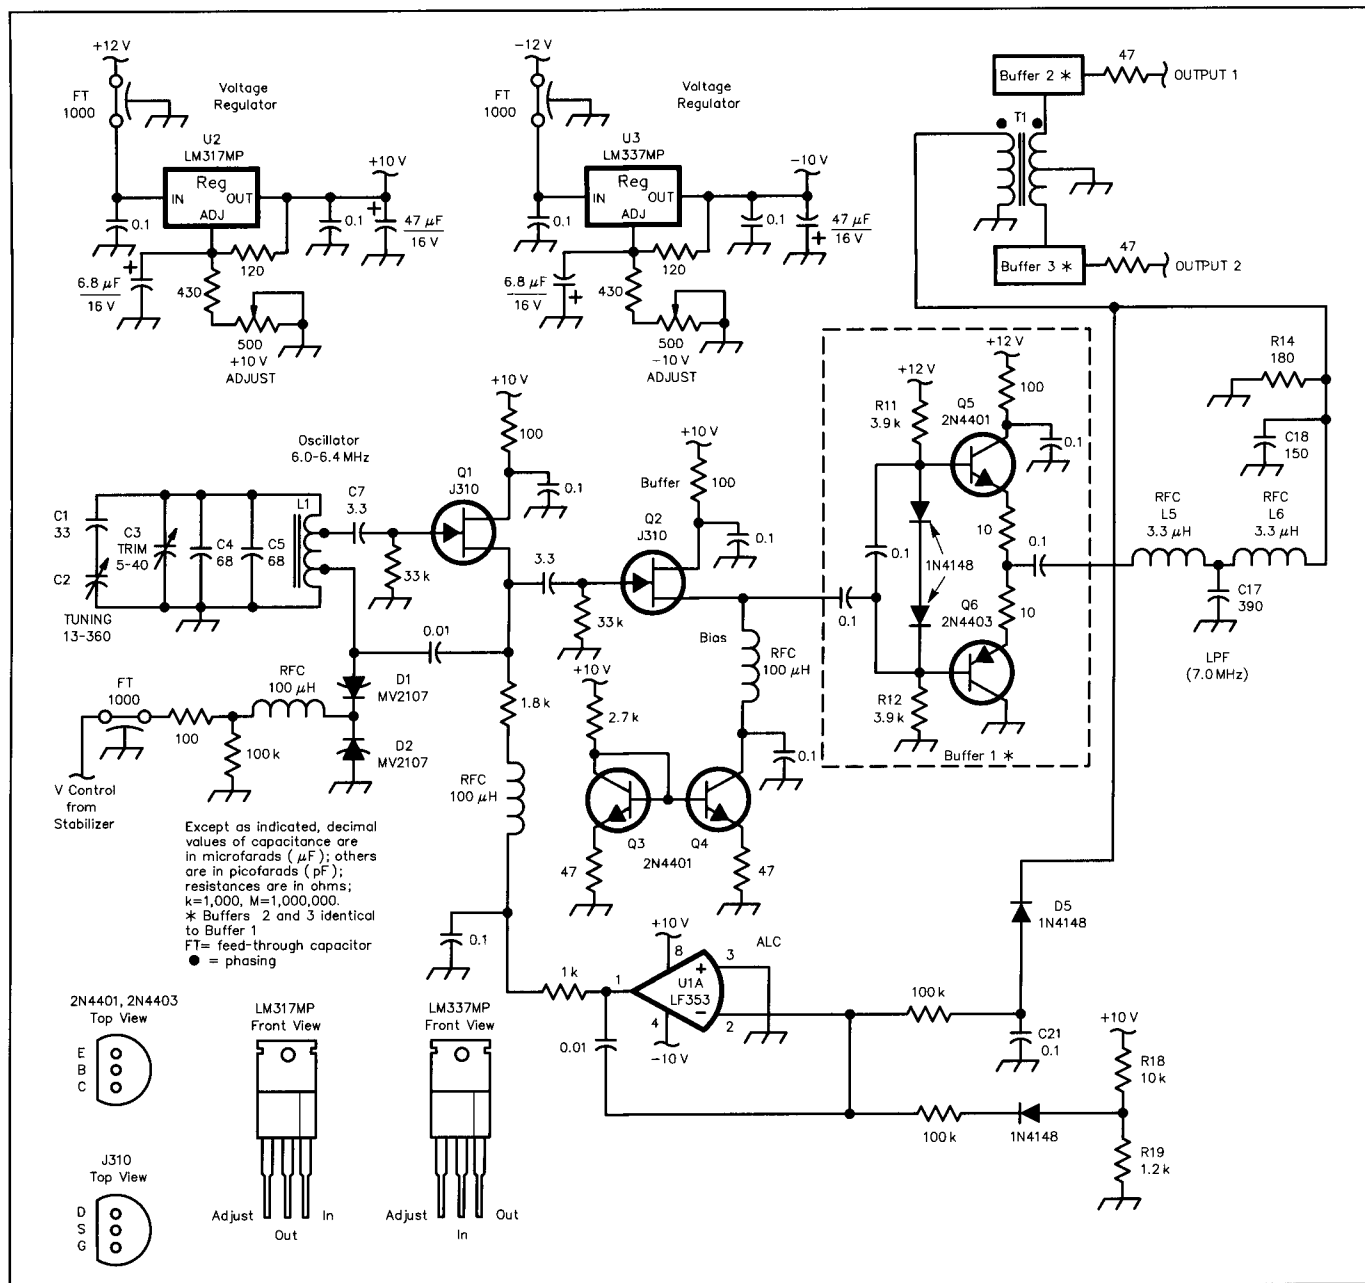 +12 V
FT
1000
Voltage
Regulator
U2
LM317MP
Reg
IN
OUT
ADJ
+10 V
0.1
0.1
+
47 μF
16 V
+
6.8 μF
16 V
120
430
500
+10 V
ADJUST
−12 V
FT
1000
Voltage
Regulator
U3
LM337MP
Reg
IN
OUT
ADJ
−10 V
0.1
0.1
+
47 μF
16 V
6.8 μF
16 V
+
120
430
500
−10 V
ADJUST
Buffer 2 *
47
OUTPUT 1
T1
Buffer 3 *
47
OUTPUT 2
R14
180
C18
150
RFC
L5
3.3 μH
RFC
L6
3.3 μH
C17
390
LPF
(7.0 MHz)
Oscillator
6.0-6.4 MHz
C1
33
C2
TUNING
13-360
C3
TRIM
5-40
C4
68
C5
68
L1
C7
3.3
33 k
Q1
J310
+10 V
100
0.1
3.3
33 k
Buffer
Q2
J310
+10 V
100
0.1
0.01
Bias
RFC
100 μH
+10 V
2.7 k
1.8 k
RFC
100 μH
Q3
Q4
2N4401
47
47
0.1
0.1
+12 V
R11
3.9 k
+12 V
100
Q5
2N4401
0.1
0.1
10
1N4148
0.1
Q6
2N4403
10
R12
3.9 k
Buffer 1 *
FT
1000
100
RFC
100 μH
100 k
D1
MV2107
D2
MV2107
V Control
from
Stabilizer
Except as indicated, decimal
values of capacitance are
in microfarads ( μF ); others
are in picofarads ( pF );
resistances are in ohms;
k=1,000, M=1,000,000.
* Buffers 2 and 3 identical
to Buffer 1
FT= feed-through capacitor
● = phasing
0.1
1 k
1
+10 V
8
ALC
3
+
U1A
LF353
−
2
4
−10 V
0.01
100 k
D5
1N4148
C21
0.1
+10 V
R18
10 k
100 k
1N4148
R19
1.2 k
2N4401, 2N4403
Top View
E
B
C
J310
Top View
D
S
G
LM317MP
Front View
Adjust
Out
In
LM337MP
Front View
Adjust
In
Out